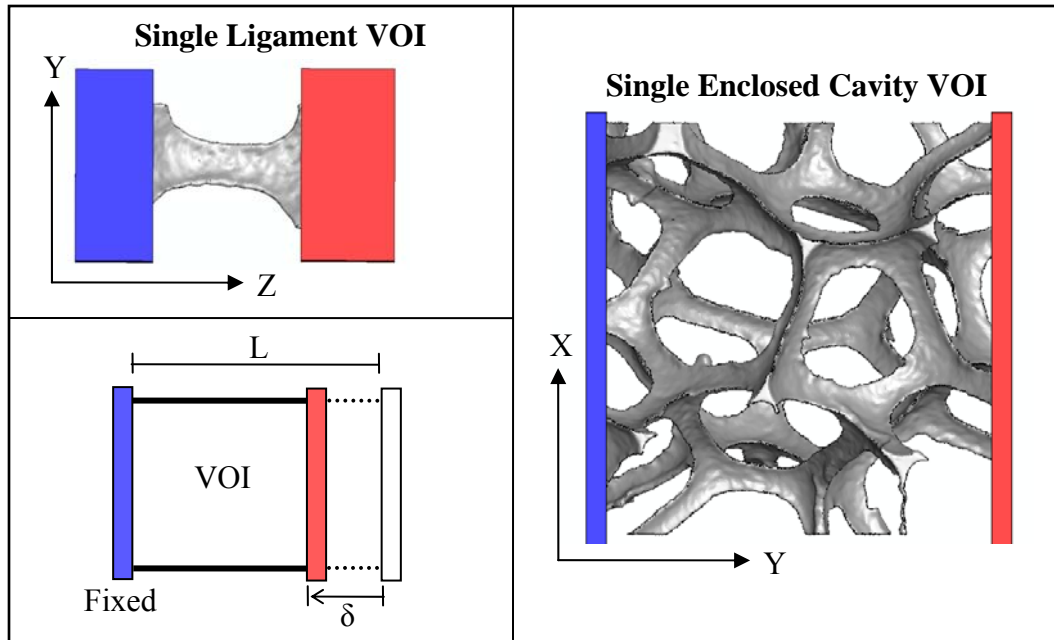 Single Ligament VOI
Y
Z
L
VOI
Fixed
δ
Single Enclosed Cavity VOI
X
Y